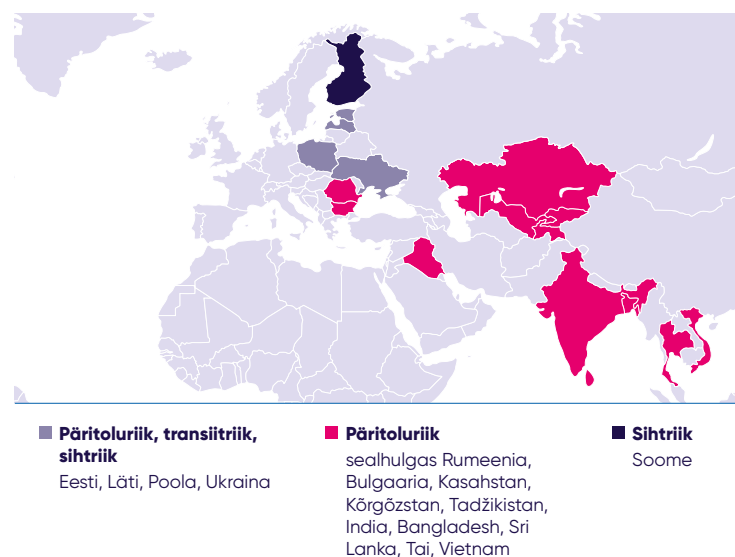 Päritoluriik, transiitriik,
sihtriik
Eesti, Läti, Poola, Ukraina
Päritoluriik
sealhulgas Rumeenia,
Bulgaaria, Kasahstan,
Kõrgõzstan, Tadžikistan,
India, Bangladesh, Sri
Lanka, Tai, Vietnam
Sihtriik
Soome